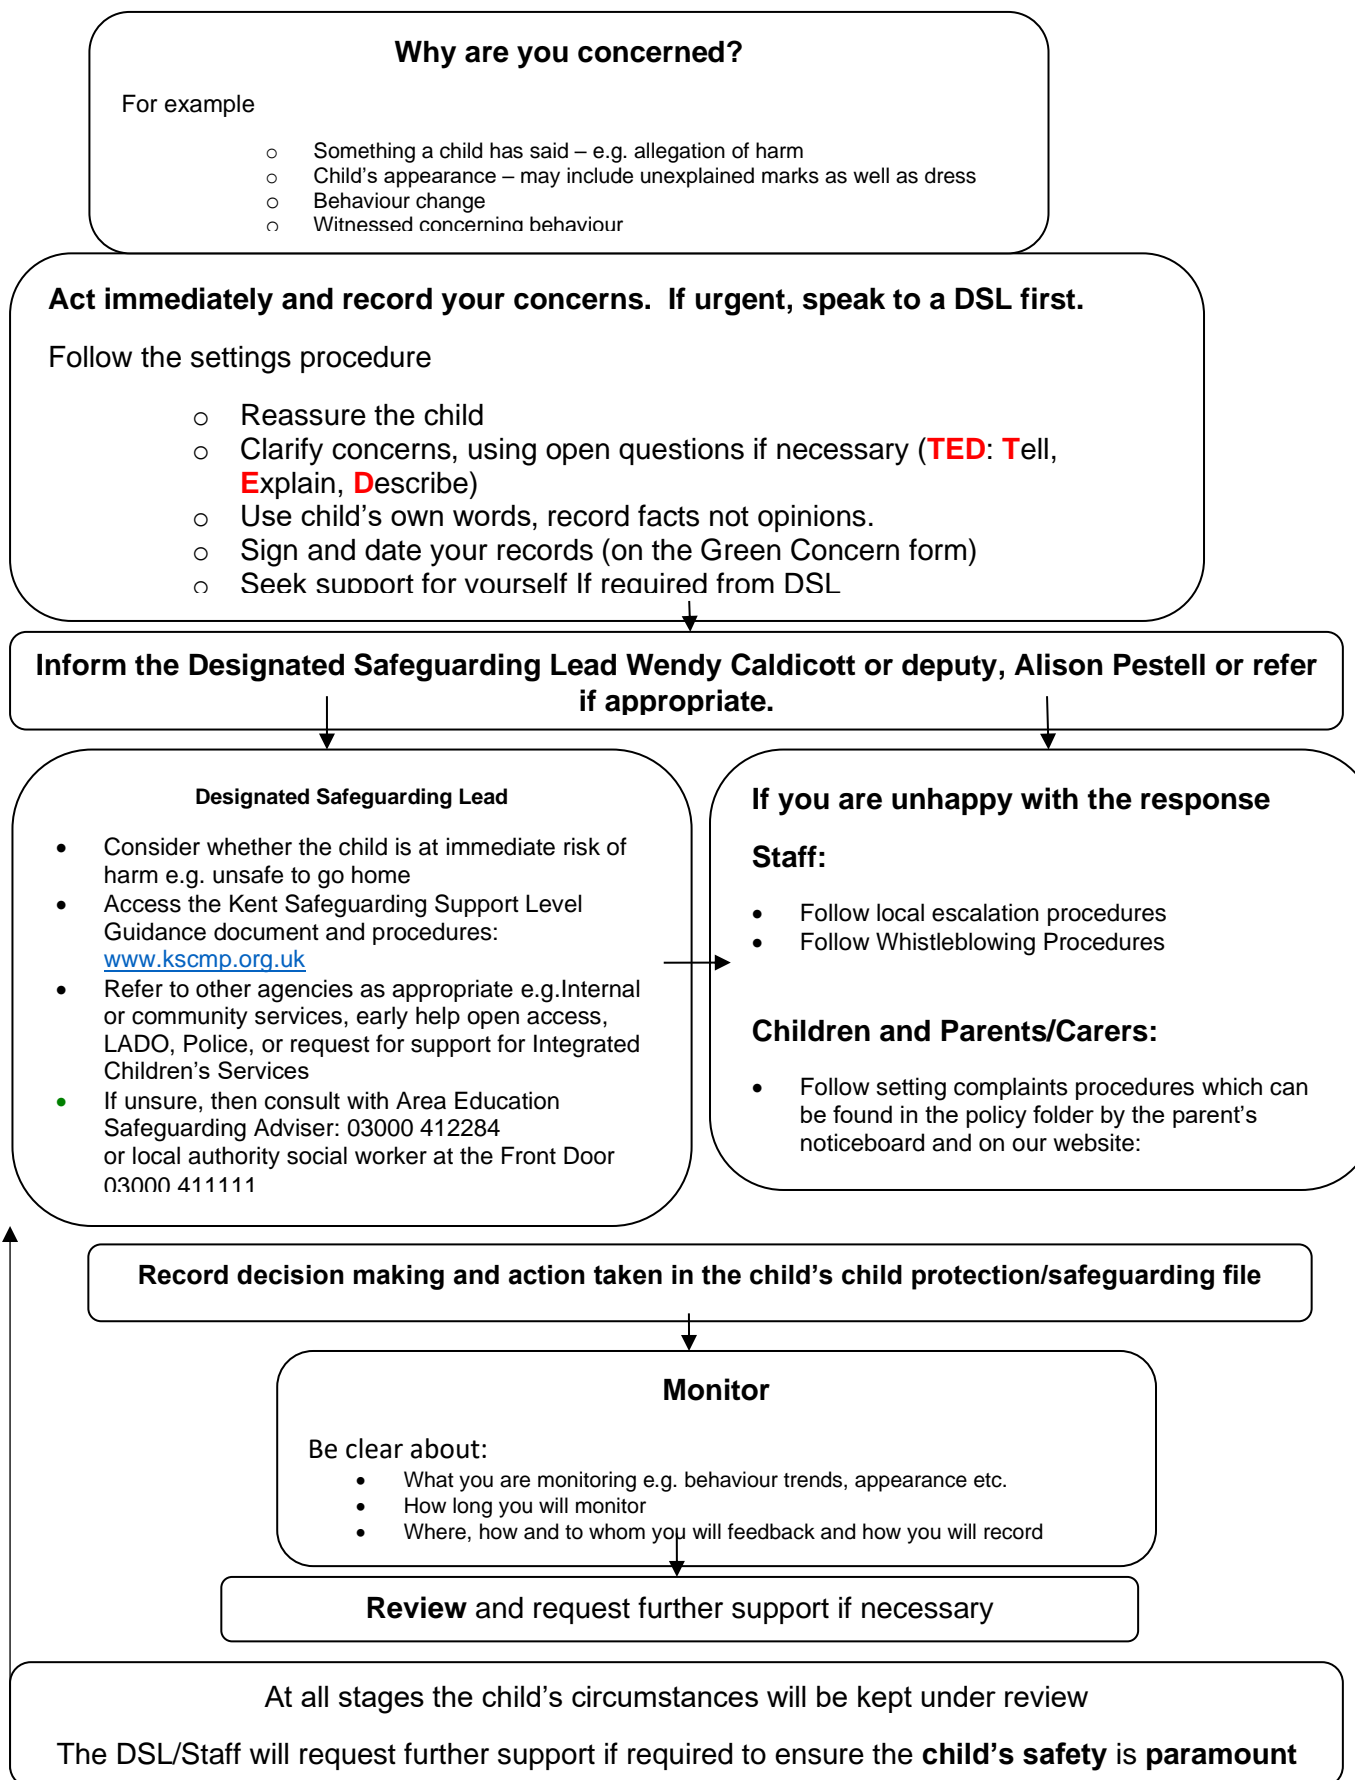 Why are you concerned?
For example
o Something a child has said – e.g. allegation of harm
o Child's appearance – may include unexplained marks as well as dress
o Behaviour change
o Witnessed concerning behaviour
Act immediately and record your concerns.  If urgent, speak to a DSL first.
Follow the settings procedure
o Reassure the child
o Clarify concerns, using open questions if necessary (TED: Tell,
Explain, Describe)
o Use child's own words, record facts not opinions.
o Sign and date your records (on the Green Concern form)
o Seek support for yourself If required from DSL
Inform the Designated Safeguarding Lead Wendy Caldicott or deputy, Alison Pestell or refer
if appropriate.
Designated Safeguarding Lead
• Consider whether the child is at immediate risk of
harm e.g. unsafe to go home
• Access the Kent Safeguarding Support Level
Guidance document and procedures:
www.kscmp.org.uk
• Refer to other agencies as appropriate e.g.Internal
or community services, early help open access,
LADO, Police, or request for support for Integrated
Children's Services
• If unsure, then consult with Area Education
Safeguarding Adviser: 03000 412284
or local authority social worker at the Front Door
03000 411111
If you are unhappy with the response
Staff:
• Follow local escalation procedures
• Follow Whistleblowing Procedures
Children and Parents/Carers:
• Follow setting complaints procedures which can
be found in the policy folder by the parent's
noticeboard and on our website:
Record decision making and action taken in the child's child protection/safeguarding file
Monitor
Be clear about:
• What you are monitoring e.g. behaviour trends, appearance etc.
• How long you will monitor
• Where, how and to whom you will feedback and how you will record
Review and request further support if necessary
At all stages the child's circumstances will be kept under review
The DSL/Staff will request further support if required to ensure the child's safety is paramount